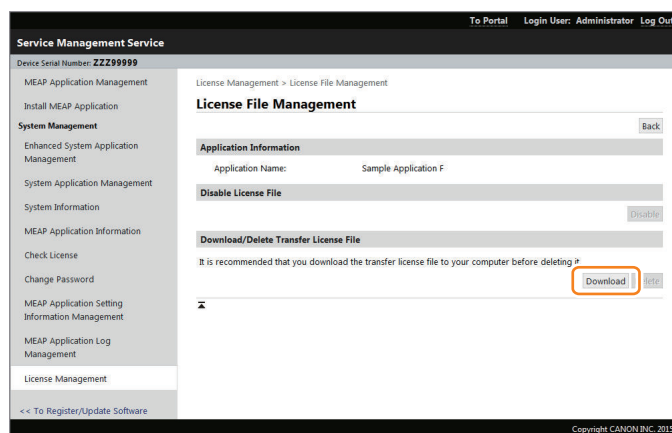 To Portal Login User: Administrator Log Out
Service Management Service
Device Serial Number: ZZZ99999
MEAP Application Management
Install MEAP Application
System Management
Enhanced System Application
Management
System Application Management
System Information
MEAP Application Information
Check License
Change Password
MEAP Application Setting
Information Management
MEAP Application Log
Management
License Management
<< To Register/Update Software
License Management > License File Management
License File Management
Back
Application Information
Application Name: Sample Application F
Disable License File
Disable
Download/Delete Transfer License File
It is recommended that you download the transfer license file to your computer before deleting it.
Download
Copyright CANON INC. 2015